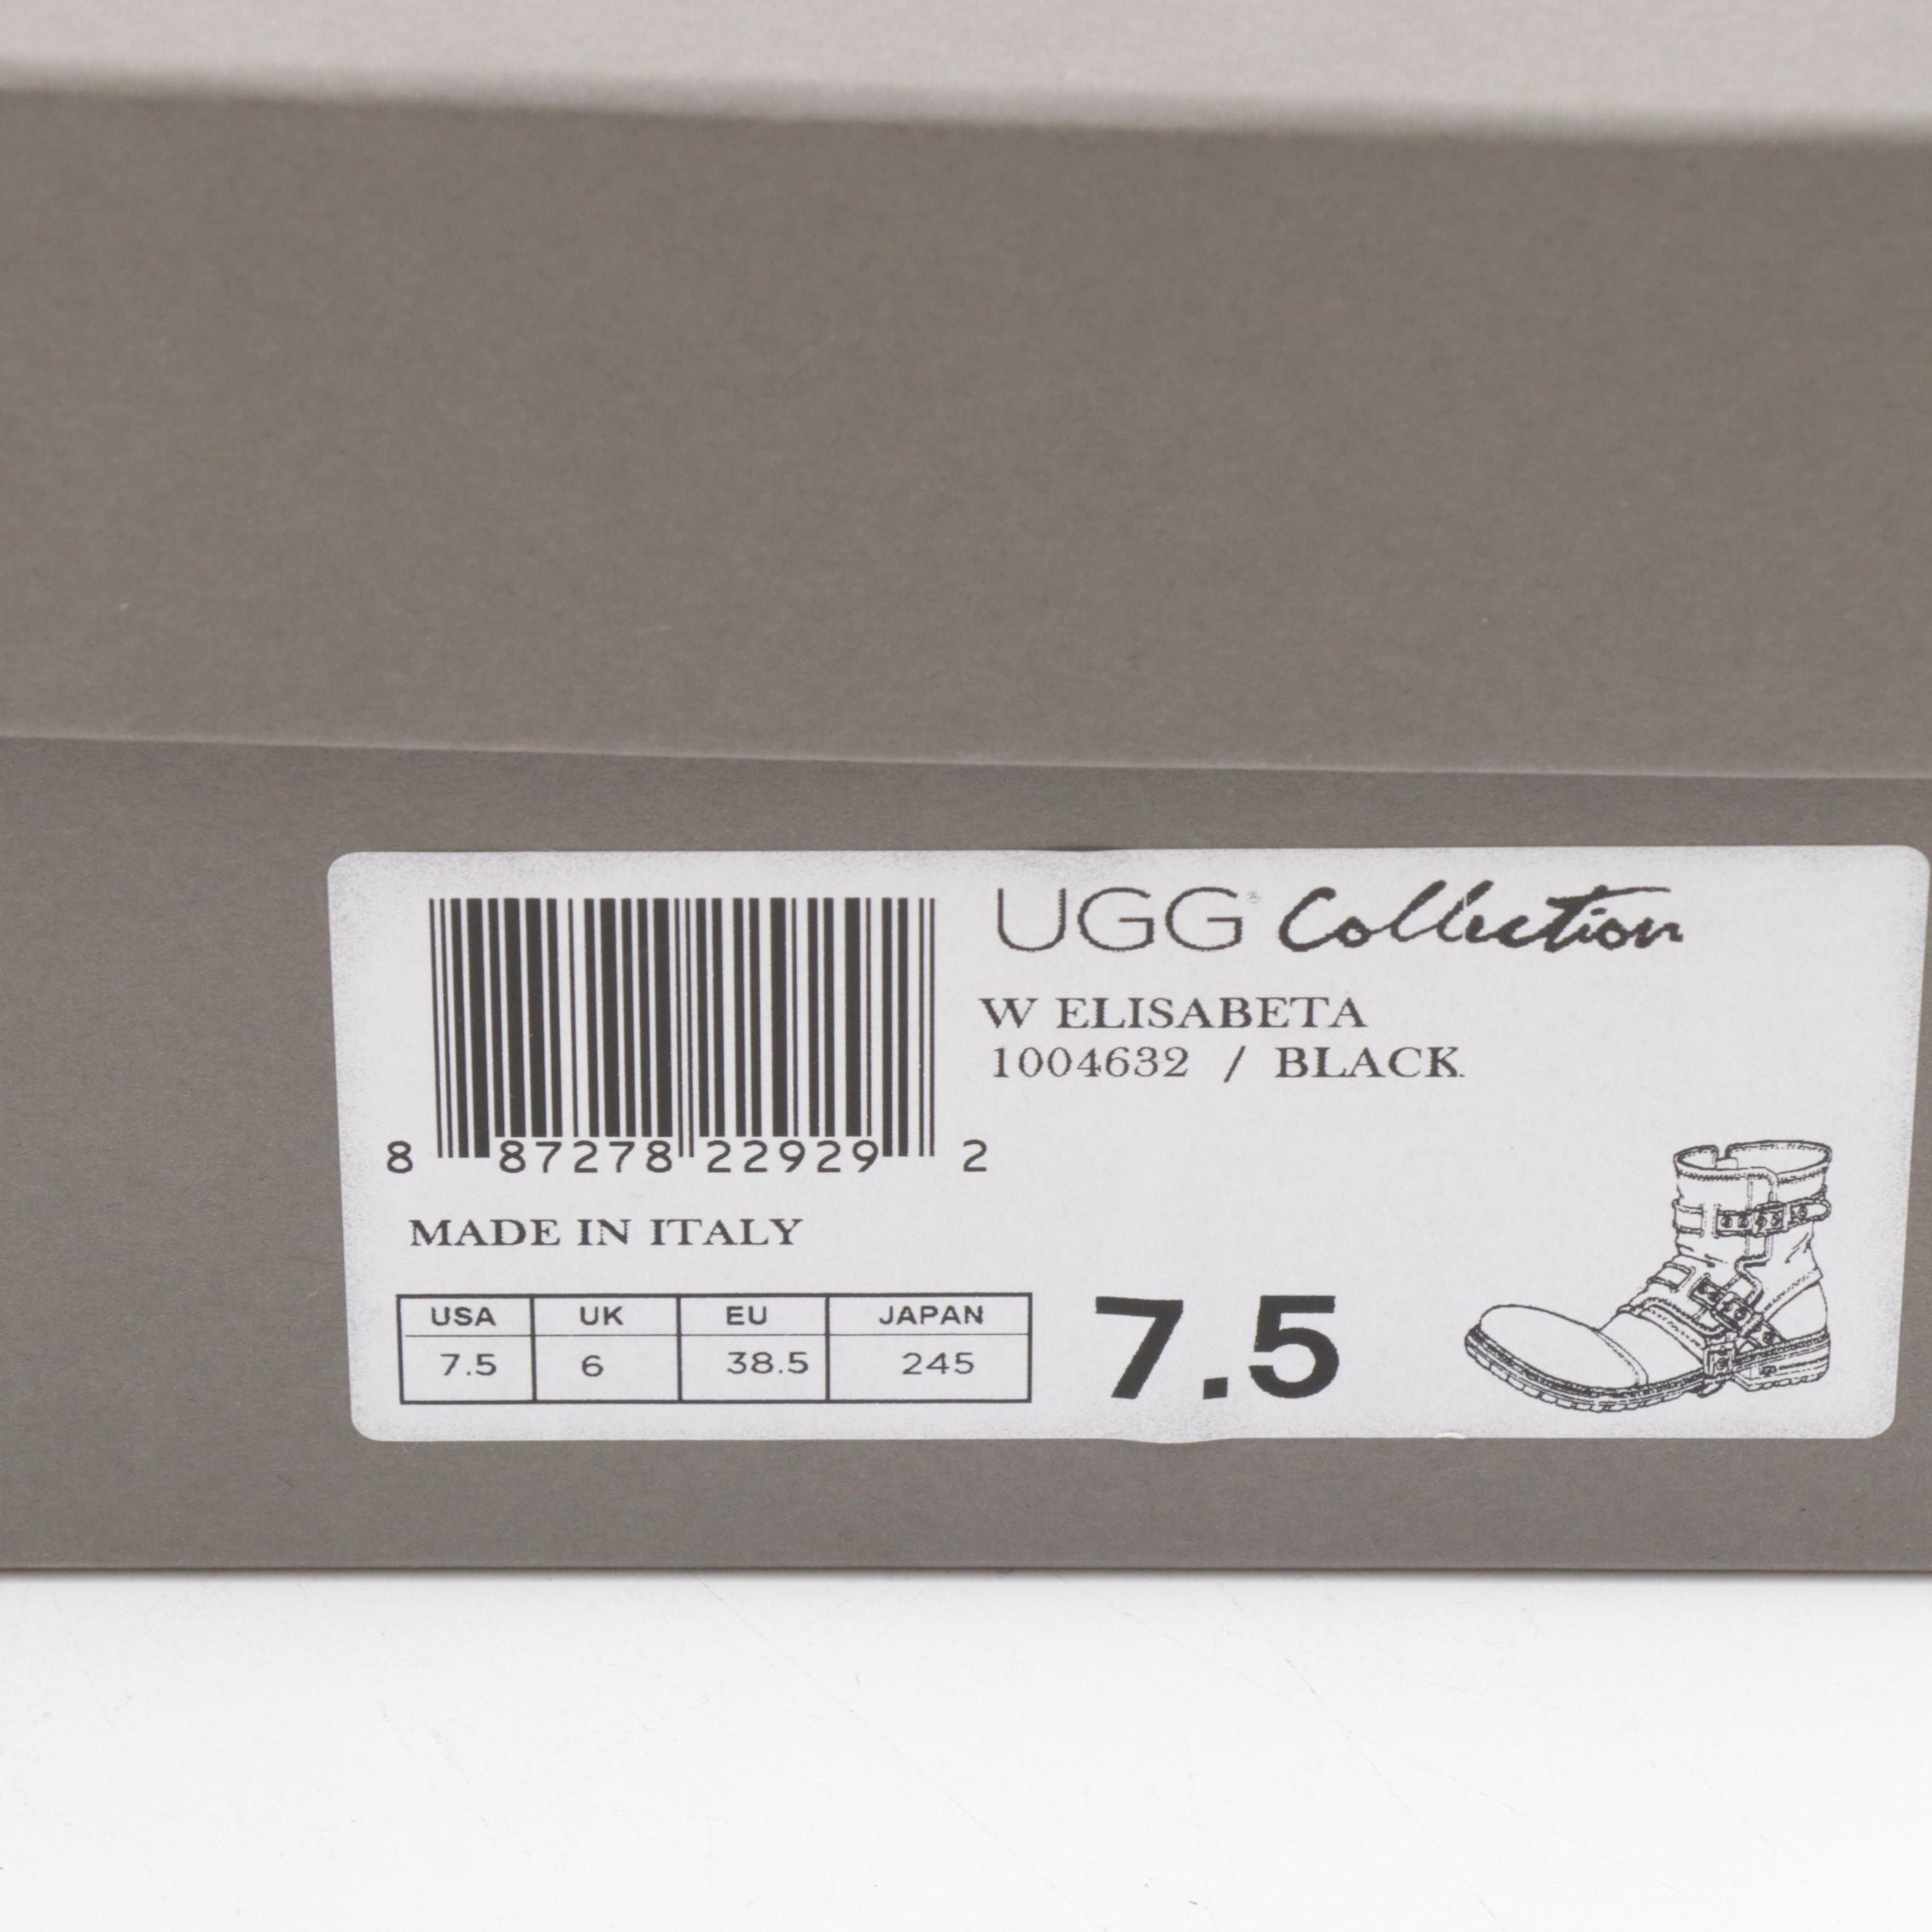 UGG® Collection
W ELISABETA
1004632 / BLACK
8 87278 22929 2
MADE IN ITALY
USA UK EU JAPAN
7.5 6 38.5 245
7.5